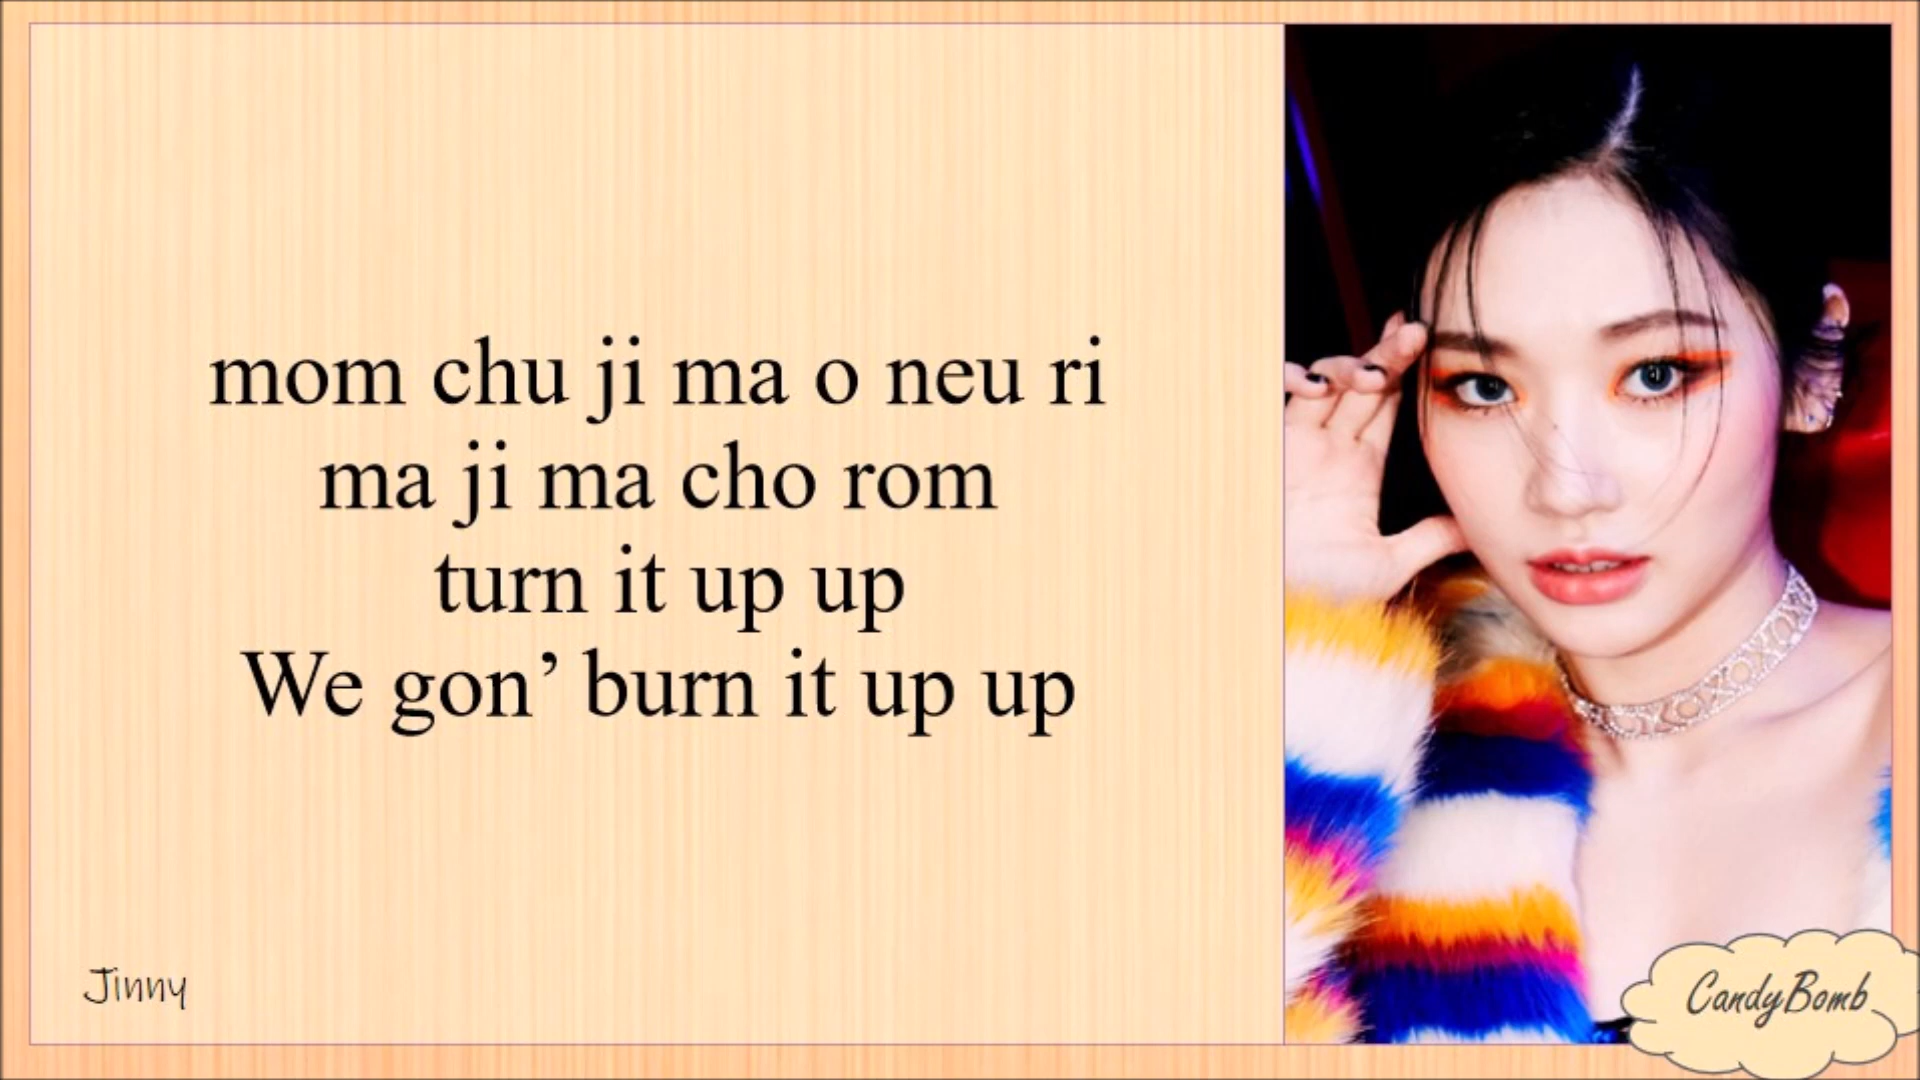 mom chu ji ma o neu ri
ma ji ma cho rom
turn it up up
We gon’ burn it up up
Jinny
CandyBomb